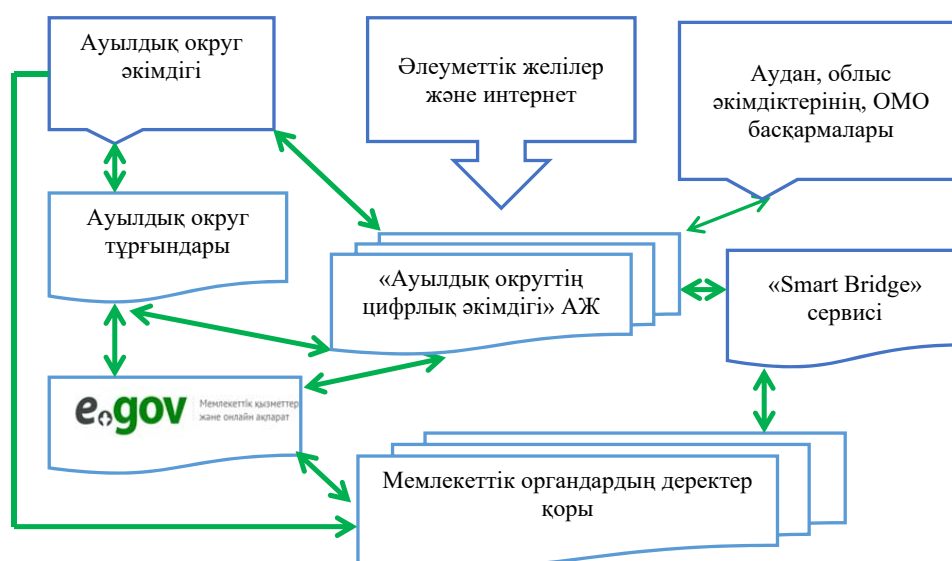 Ауылдық округ
әкімдігі
Әлеуметтік желілер
және интернет
Аудан, облыс
әкімдіктерінің, ОМО
басқармалары
Ауылдық округ
тұрғындары
«Ауылдық округтің
цифрлық әкімдігі» АЖ
«Smart Bridge»
сервисі
e.gov
Мемлекеттік қызметтер
және онлайн ақпарат
Мемлекеттік органдардың деректер
қоры